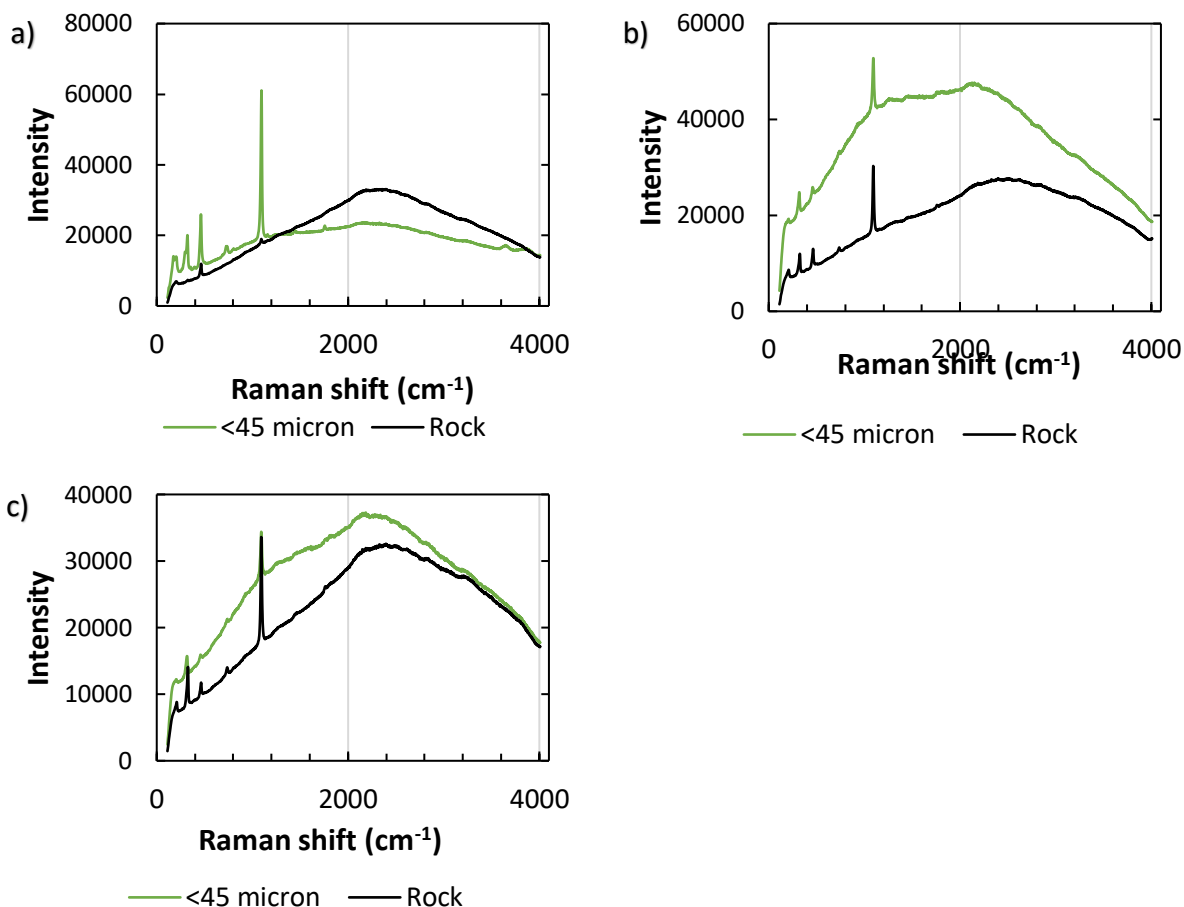 a)
80000
60000
40000
20000
0
Intensity
0 2000 4000
Raman shift (cm-1)
<45 micron Rock
b)
60000
40000
20000
0
Intensity
0 2000 4000
Raman shift (cm-1)
<45 micron Rock
c)
40000
30000
20000
10000
0
Intensity
0 2000 4000
Raman shift (cm-1)
<45 micron Rock